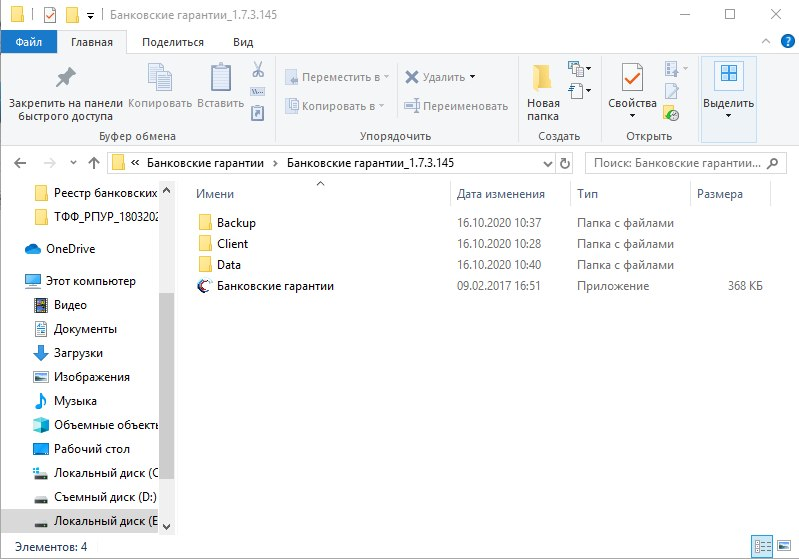 Банковские гарантии_1.7.3.145
Файл Главная Поделиться Вид
Закрепить на панели быстрого доступа
Копировать
Вставить
Переместить в
Копировать в
Удалить
Переименовать
Новая папка
Свойства
Выделить
Буфер обмена Упорядочить Создать Открыть
« Банковские гарантии > Банковские гарантии_1.7.3.145
Поиск: Банковские гарантии...
Реестр банковских
ТФФ_РПУР_1803202
OneDrive
Этот компьютер
Видео
Документы
Загрузки
Изображения
Музыка
Объемные объекты
Рабочий стол
Локальный диск (C
Съемный диск (D:)
Локальный диск (E
Имени Дата изменения Тип Размера
Backup 16.10.2020 10:37 Папка с файлами
Client 16.10.2020 10:28 Папка с файлами
Data 16.10.2020 10:40 Папка с файлами
Банковские гарантии 09.02.2017 16:51 Приложение 368 КБ
Элементов: 4